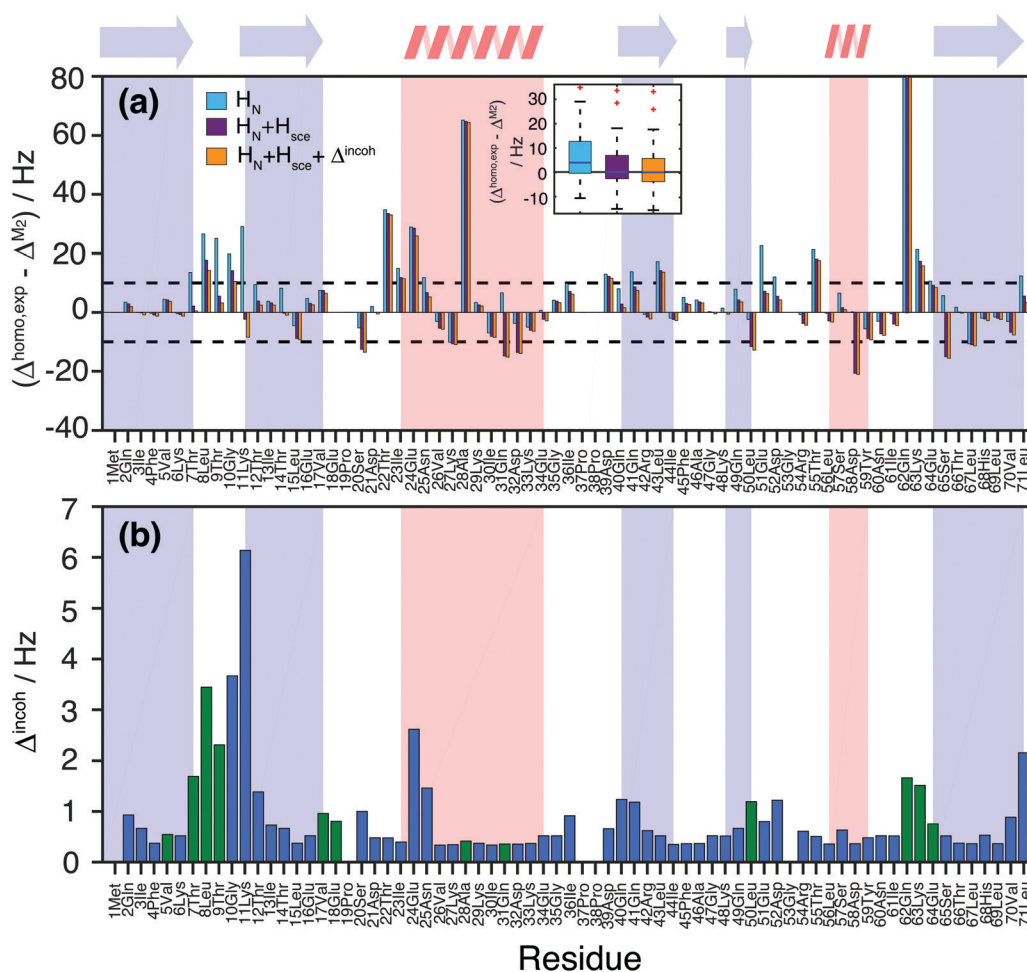 (a)
H_N
H_N+H_sce
H_N+H_sce+ Δ^incoh
(Δ^homo,exp - Δ^M2) / Hz
80
60
40
20
0
-20
-40
(Δ^homo,exp - Δ^M2)
/ Hz
30
20
10
0
-10
1Met
2Gln
3Ile
4Phe
5Val
6Lys
7Thr
8Leu
9Thr
10Gly
11Lys
12Thr
13Ile
14Thr
15Leu
16Glu
17Val
18Glu
19Pro
20Ser
21Asp
22Thr
23Ile
24Glu
25Asn
26Val
27Lys
28Ala
29Lys
30Ile
31Gln
32Asp
33Lys
34Glu
35Gly
36Ile
37Pro
38Pro
39Asp
40Gln
41Gln
42Arg
43Leu
44Ile
45Phe
46Ala
47Gly
48Lys
49Gln
50Leu
51Glu
52Asp
53Gly
54Arg
55Thr
56Leu
57Ser
58Asp
59Tyr
60Asn
61Ile
62Gln
63Lys
64Glu
65Ser
66Thr
67Leu
68His
69Leu
70Val
71Leu
(b)
Δ^incoh / Hz
7
6
5
4
3
2
1
0
1Met
2Gln
3Ile
4Phe
5Val
6Lys
7Thr
8Leu
9Thr
10Gly
11Lys
12Thr
13Ile
14Thr
15Leu
16Glu
17Val
18Glu
19Pro
20Ser
21Asp
22Thr
23Ile
24Glu
25Asn
26Val
27Lys
28Ala
29Lys
30Ile
31Gln
32Asp
33Lys
34Glu
35Gly
36Ile
37Pro
38Pro
39Asp
40Gln
41Gln
42Arg
43Leu
44Ile
45Phe
46Ala
47Gly
48Lys
49Gln
50Leu
51Glu
52Asp
53Gly
54Arg
55Thr
56Leu
57Ser
58Asp
59Tyr
60Asn
61Ile
62Gln
63Lys
64Glu
65Ser
66Thr
67Leu
68His
69Leu
70Val
71Leu
Residue